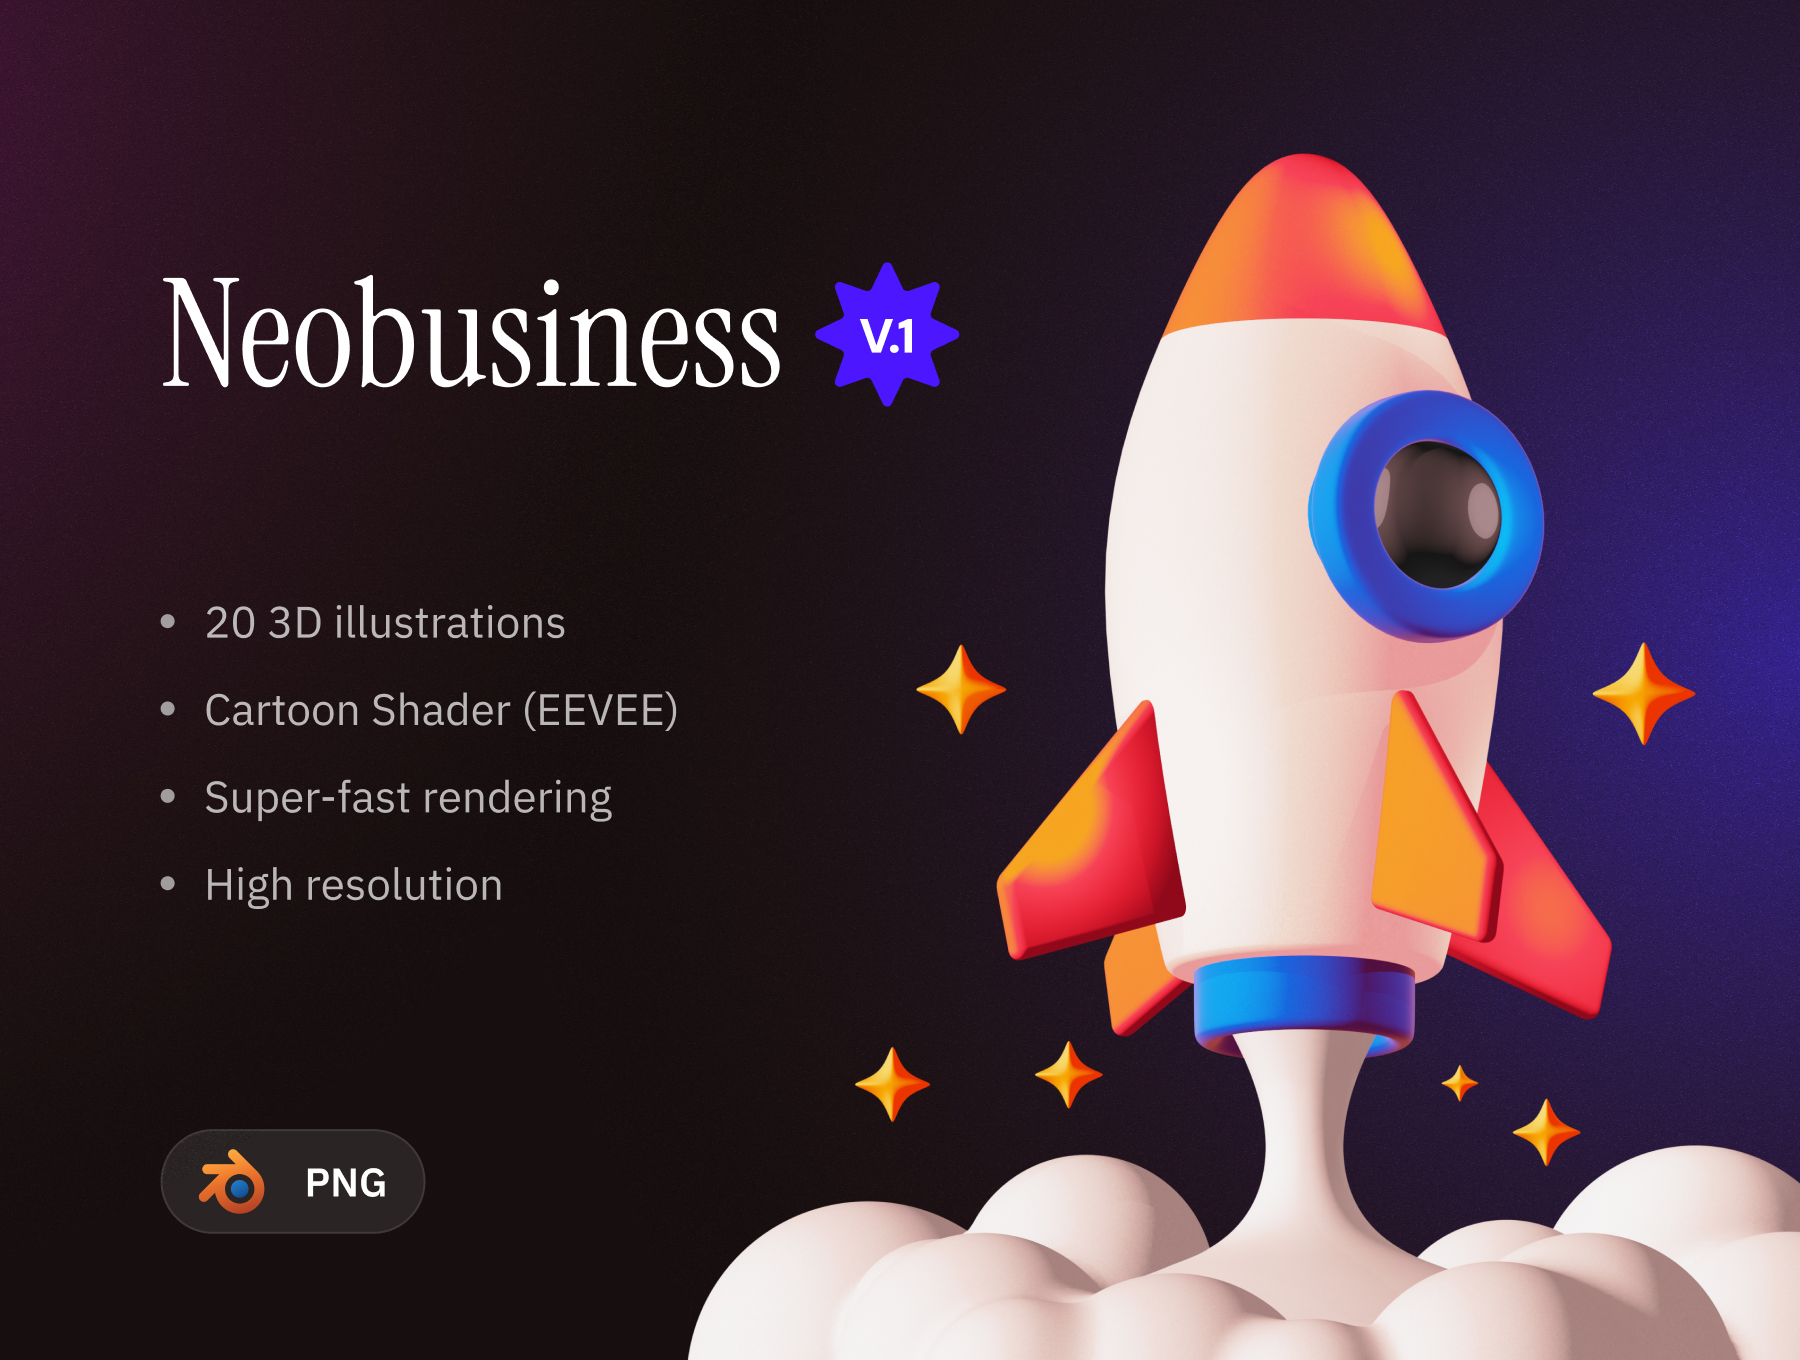 Neobusiness
V.1
20 3D illustrations
Cartoon Shader (EEVEE)
Super-fast rendering
High resolution
PNG